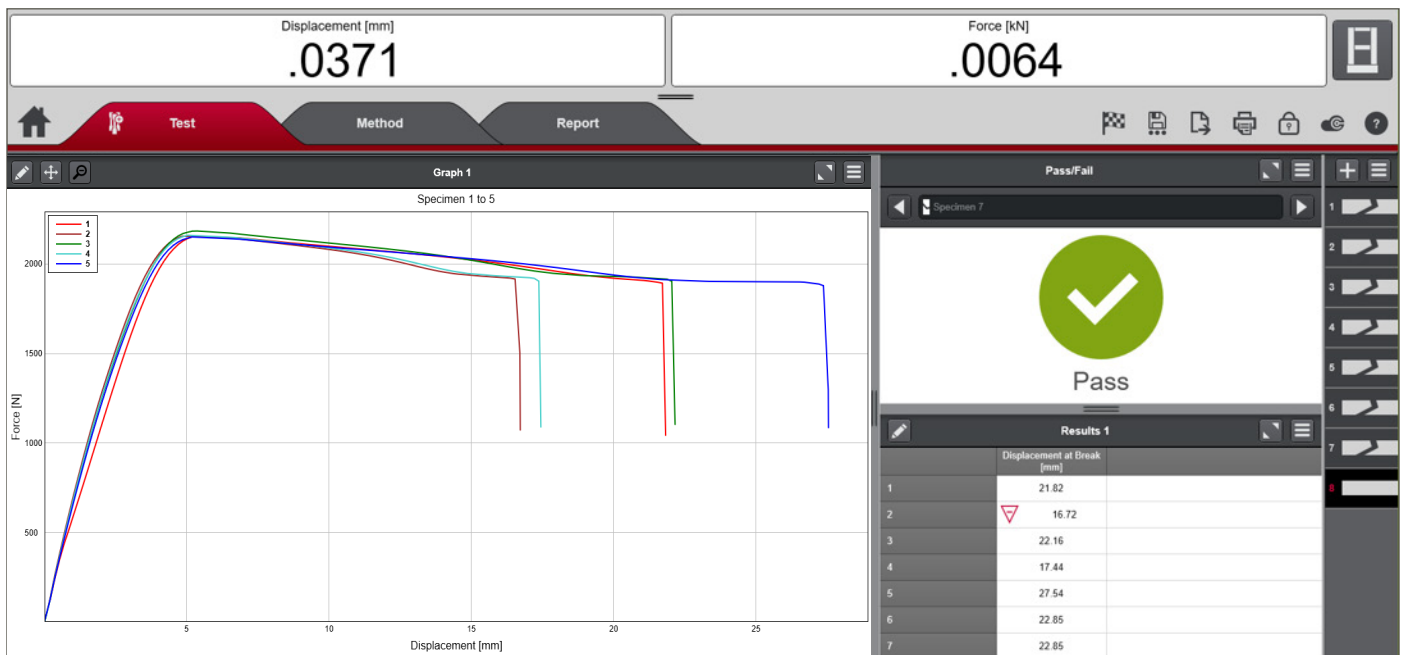 Displacement [mm]
.0371
Force [kN]
.0064
Test
Method
Report
?
Graph 1
Specimen 1 to 5
1
2
3
4
5
2000
1500
1000
500
Force [N]
5
10
15
20
25
Displacement [mm]
Pass/Fail
Specimen 7
Pass
Results 1
Displacement at Break
[mm]
1 21.82
2 16.72
3 22.16
4 17.44
5 27.54
6 22.85
7 22.85
1
2
3
4
5
6
7
8